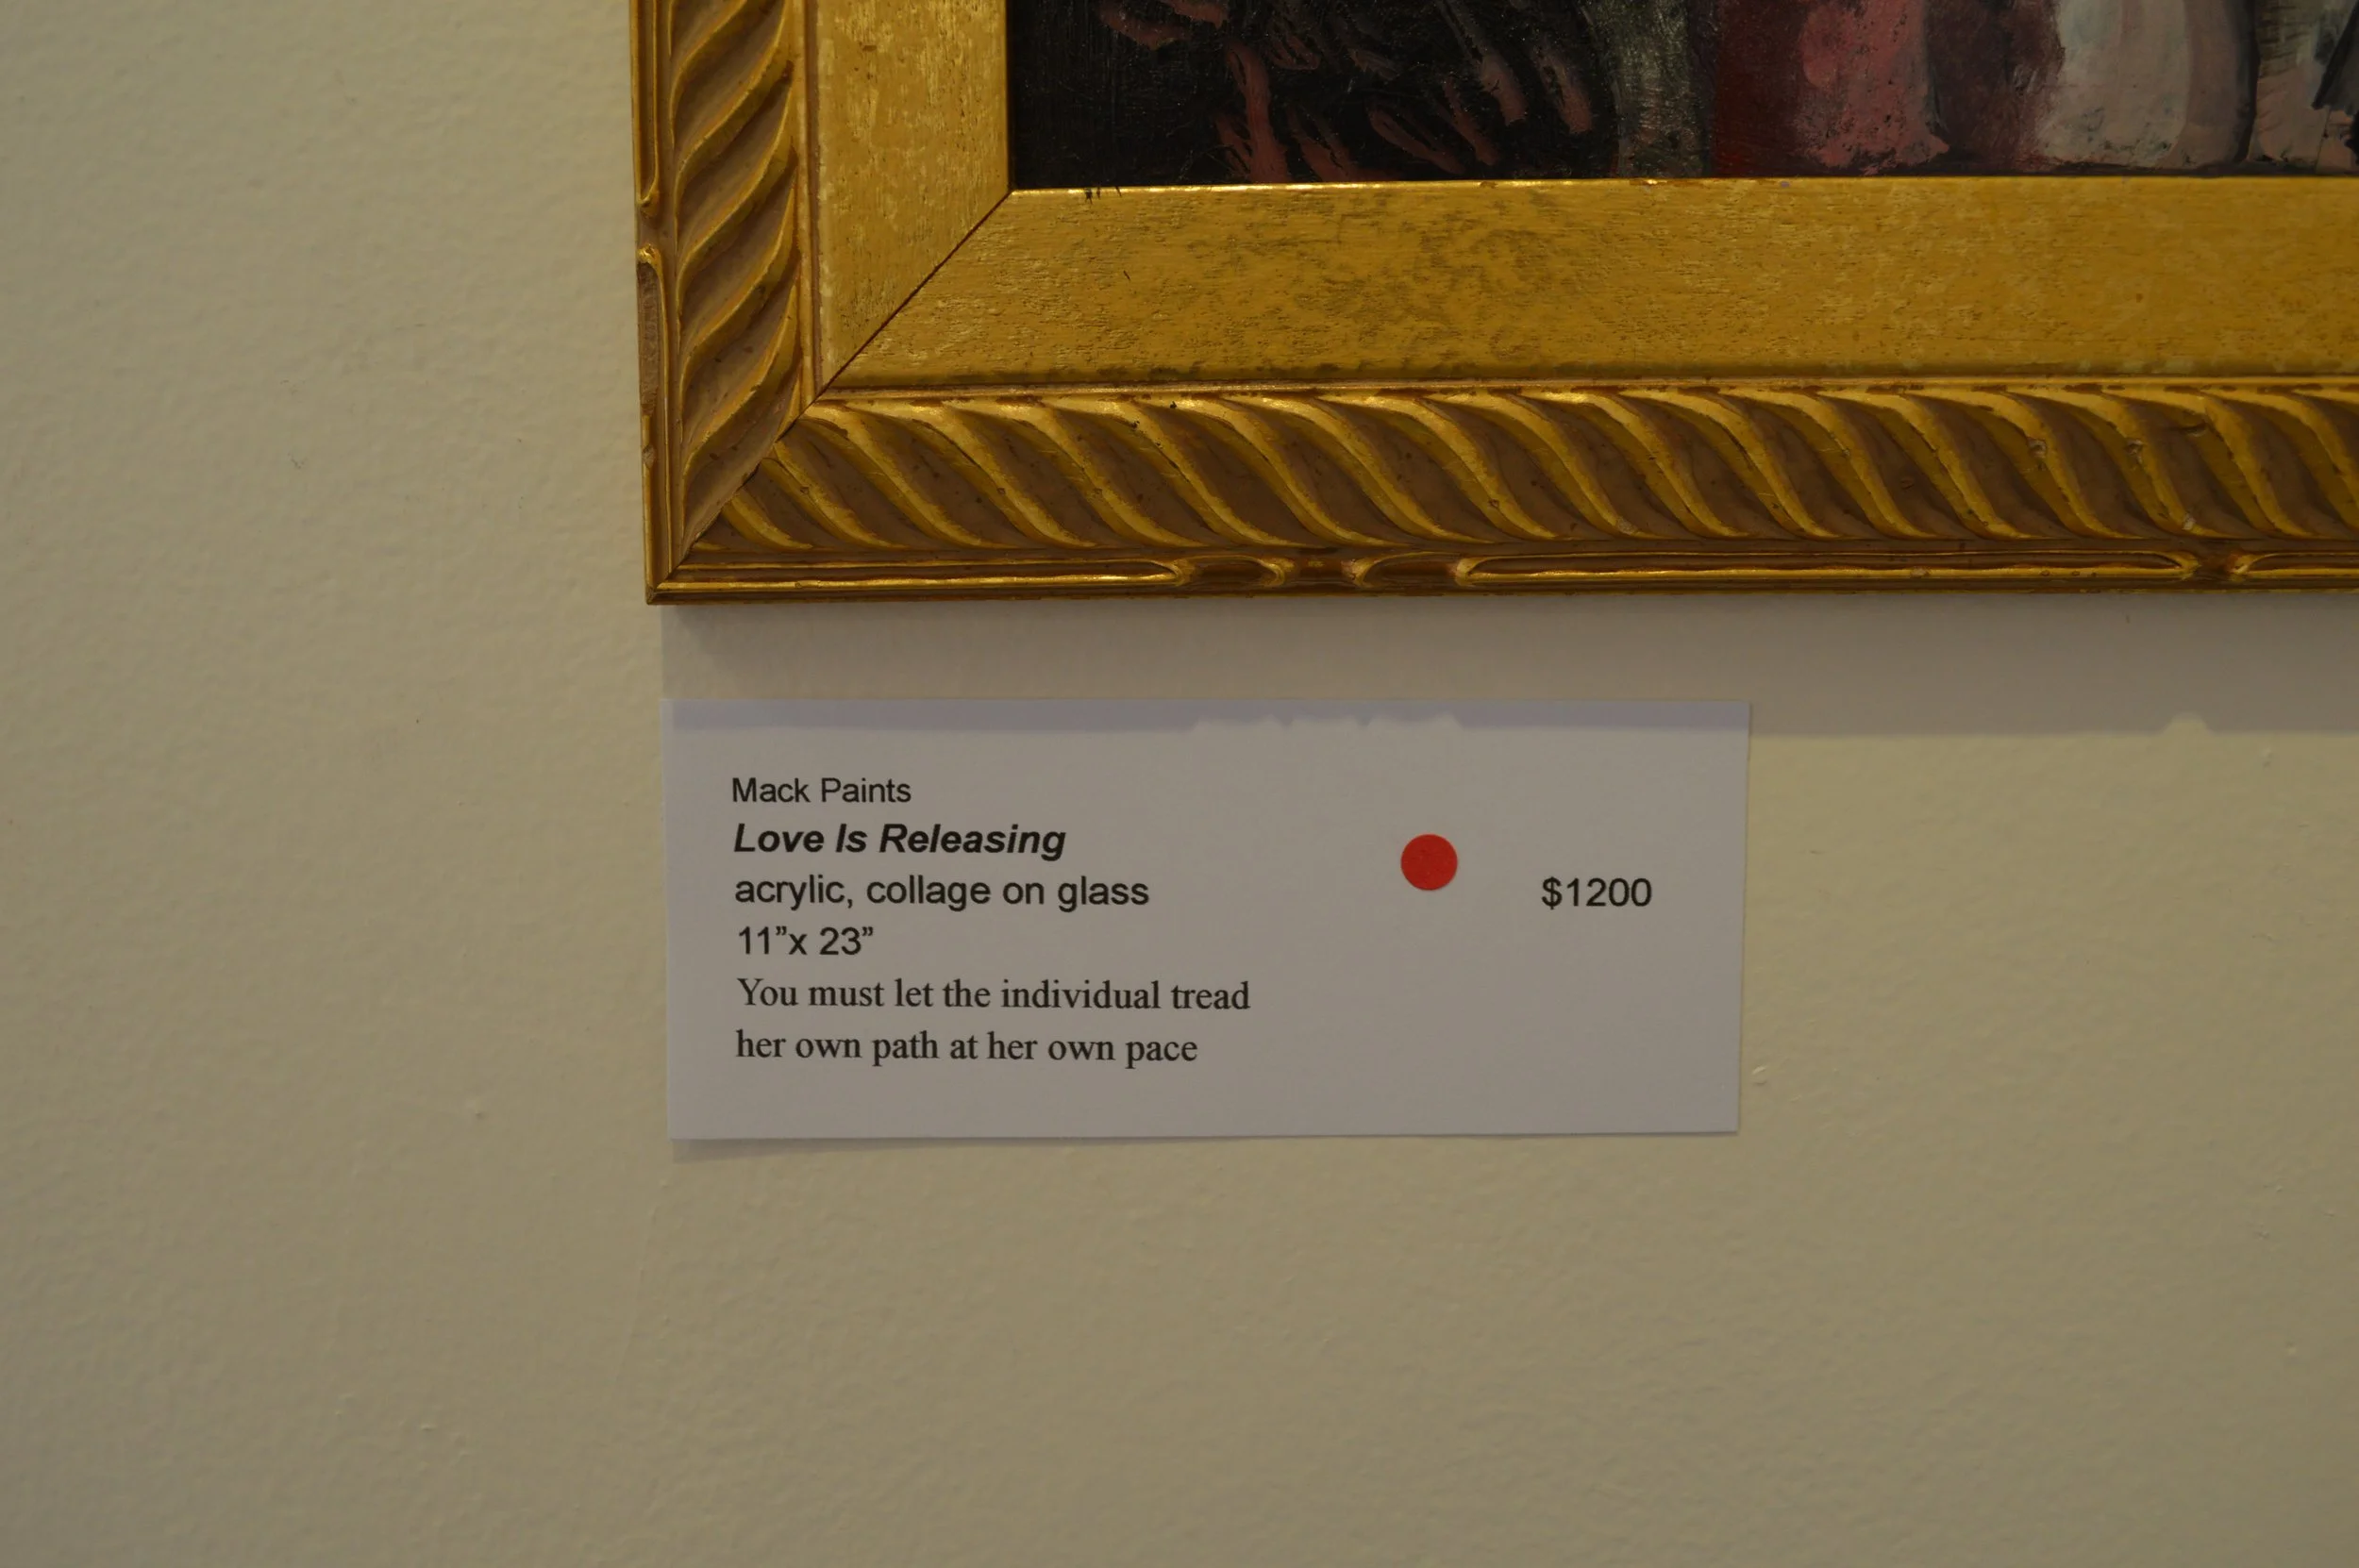 Mack Paints
Love Is Releasing
acrylic, collage on glass
$1200
11”x 23”
You must let the individual tread
her own path at her own pace